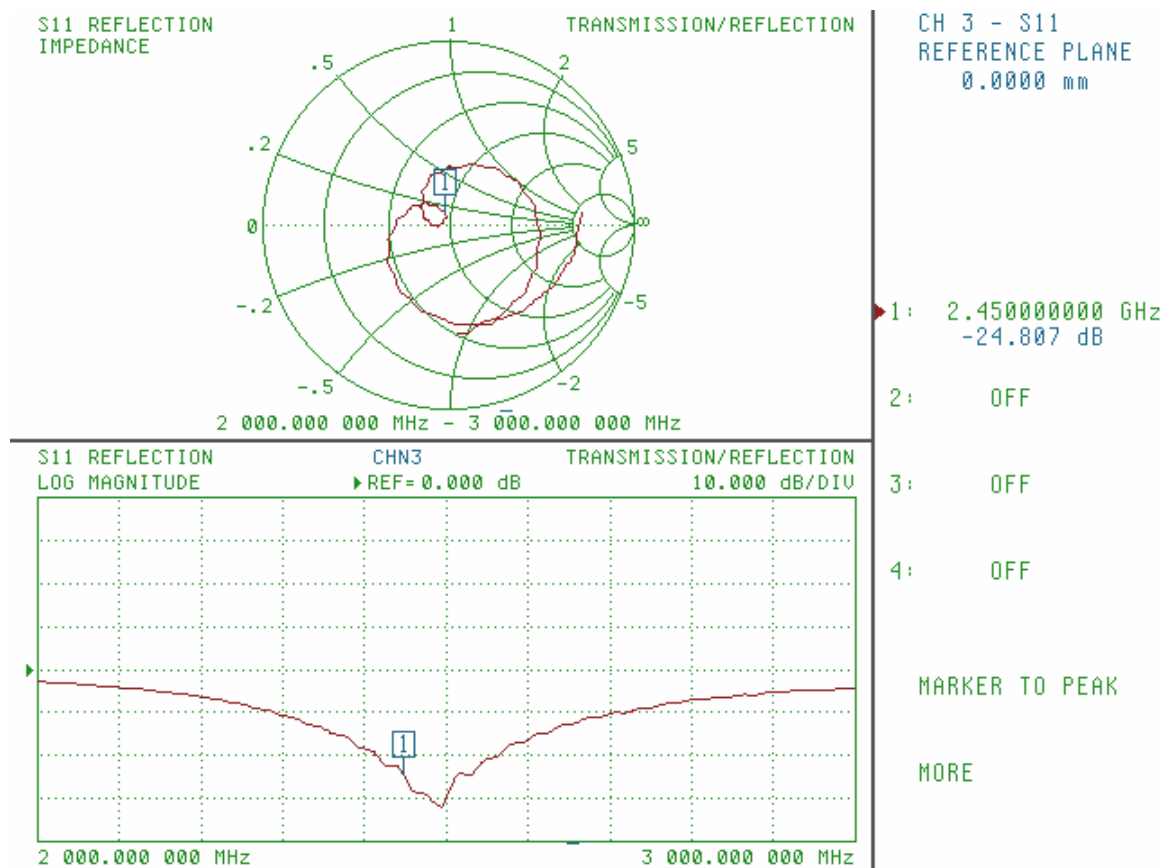 S11 REFLECTION
IMPEDANCE
TRANSMISSION/REFLECTION
1
.5
2
.2
5
1
0
∞
-.2
-5
-.5
-2
2 000.000 000 MHz - 3 000.000 000 MHz
S11 REFLECTION
CHN3
TRANSMISSION/REFLECTION
LOG MAGNITUDE
REF= 0.000 dB
10.000 dB/DIV
1
2 000.000 000 MHz
3 000.000 000 MHz
CH 3 - S11
REFERENCE PLANE
0.0000 mm
1: 2.450000000 GHz
-24.807 dB
2: OFF
3: OFF
4: OFF
MARKER TO PEAK
MORE